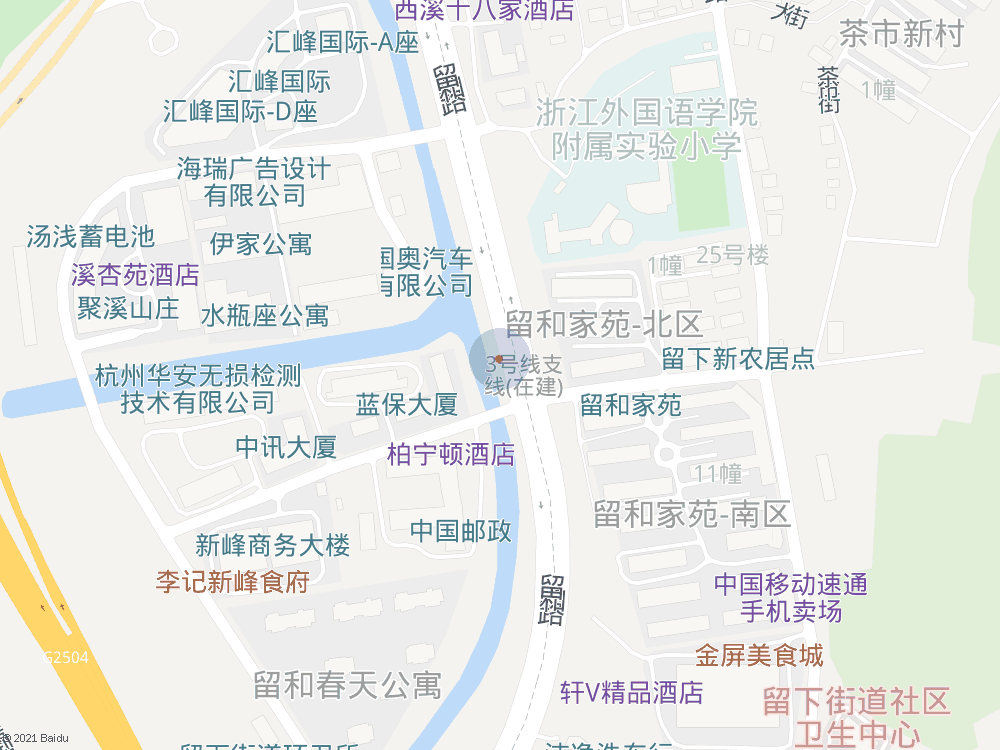 西溪十八家酒店
大街
汇峰国际-A座
茶市新村
留和路
汇峰国际
茶市街
1幢
汇峰国际-D座
浙江外国语学院
附属实验小学
海瑞广告设计
有限公司
汤浅蓄电池
伊家公寓
国奥汽车
有限公司
25号楼
1幢
溪杏苑酒店
聚溪山庄
水瓶座公寓
留和家苑-北区
3号线支
线(在建)
留下新农居点
杭州华安无损检测
技术有限公司
蓝保大厦
留和家苑
中讯大厦
柏宁顿酒店
11幢
留和家苑-南区
中国邮政
新峰商务大楼
李记新峰食府
留和路
中国移动速通
手机卖场
G2504
金屏美食城
留和春天公寓
轩V精品酒店
留下街道社区
卫生中心
© 2021 Baidu